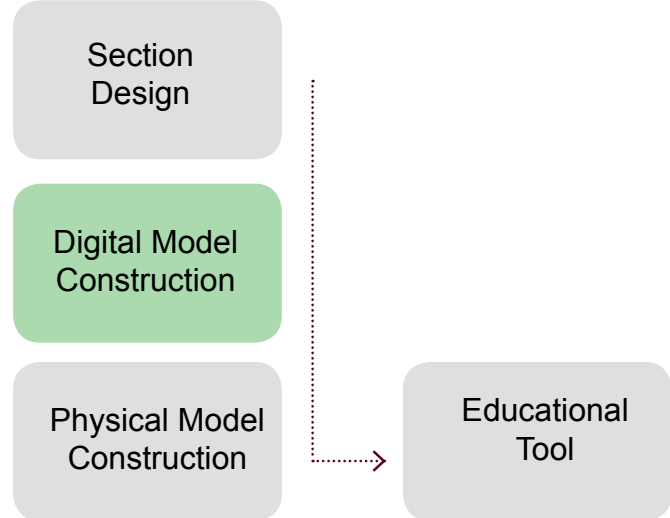 Section
Design
Digital Model
Construction
Physical Model
Construction
Educational
Tool